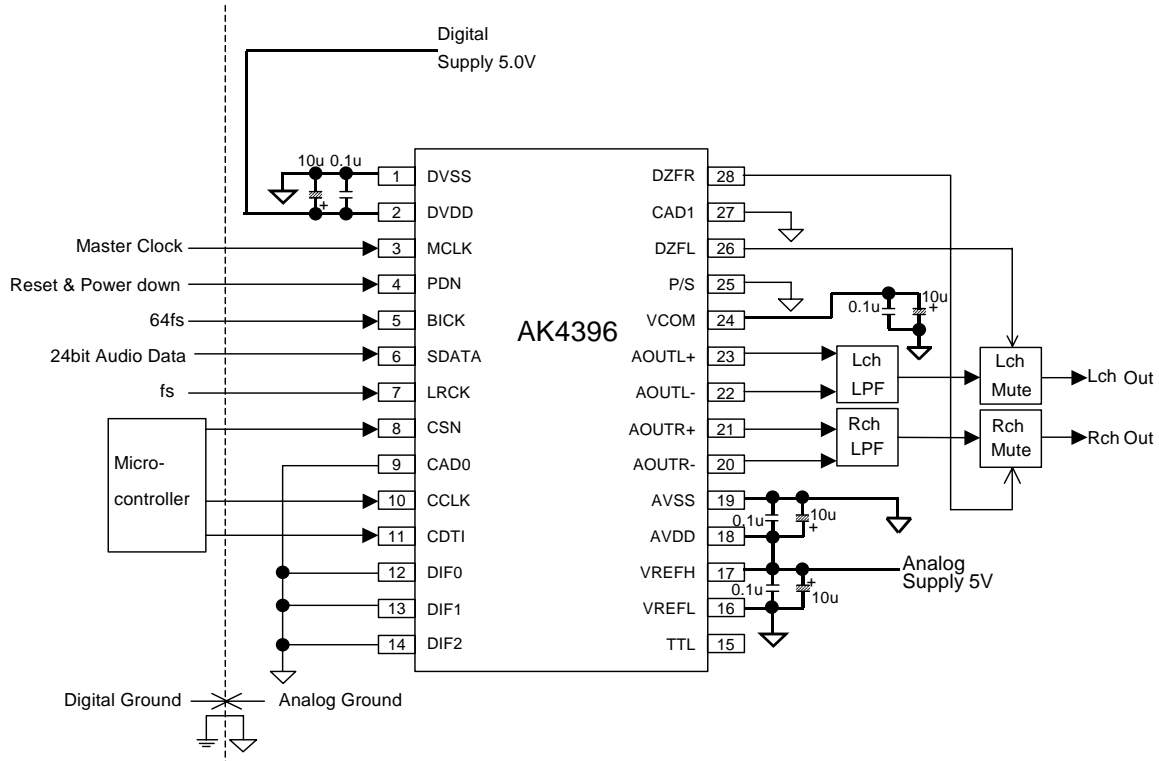 Digital
Supply 5.0V
10u 0.1u
+
1 DVSS
2 DVDD
Master Clock
3 MCLK
Reset & Power down
4 PDN
64fs
5 BICK
24bit Audio Data
6 SDATA
fs
7 LRCK
8 CSN
9 CAD0
10 CCLK
11 CDTI
12 DIF0
13 DIF1
14 DIF2
Micro-
controller
AK4396
DZFR 28
CAD1 27
DZFL 26
P/S 25
VCOM 24
AOUTL+ 23
AOUTL- 22
AOUTR+ 21
AOUTR- 20
AVSS 19
AVDD 18
VREFH 17
VREFL 16
TTL 15
0.1u
10u
+
Lch
LPF
Lch
Mute
Lch Out
Rch
LPF
Rch
Mute
Rch Out
0.1u
10u
+
Analog
Supply 5V
0.1u
+
10u
Digital Ground
Analog Ground